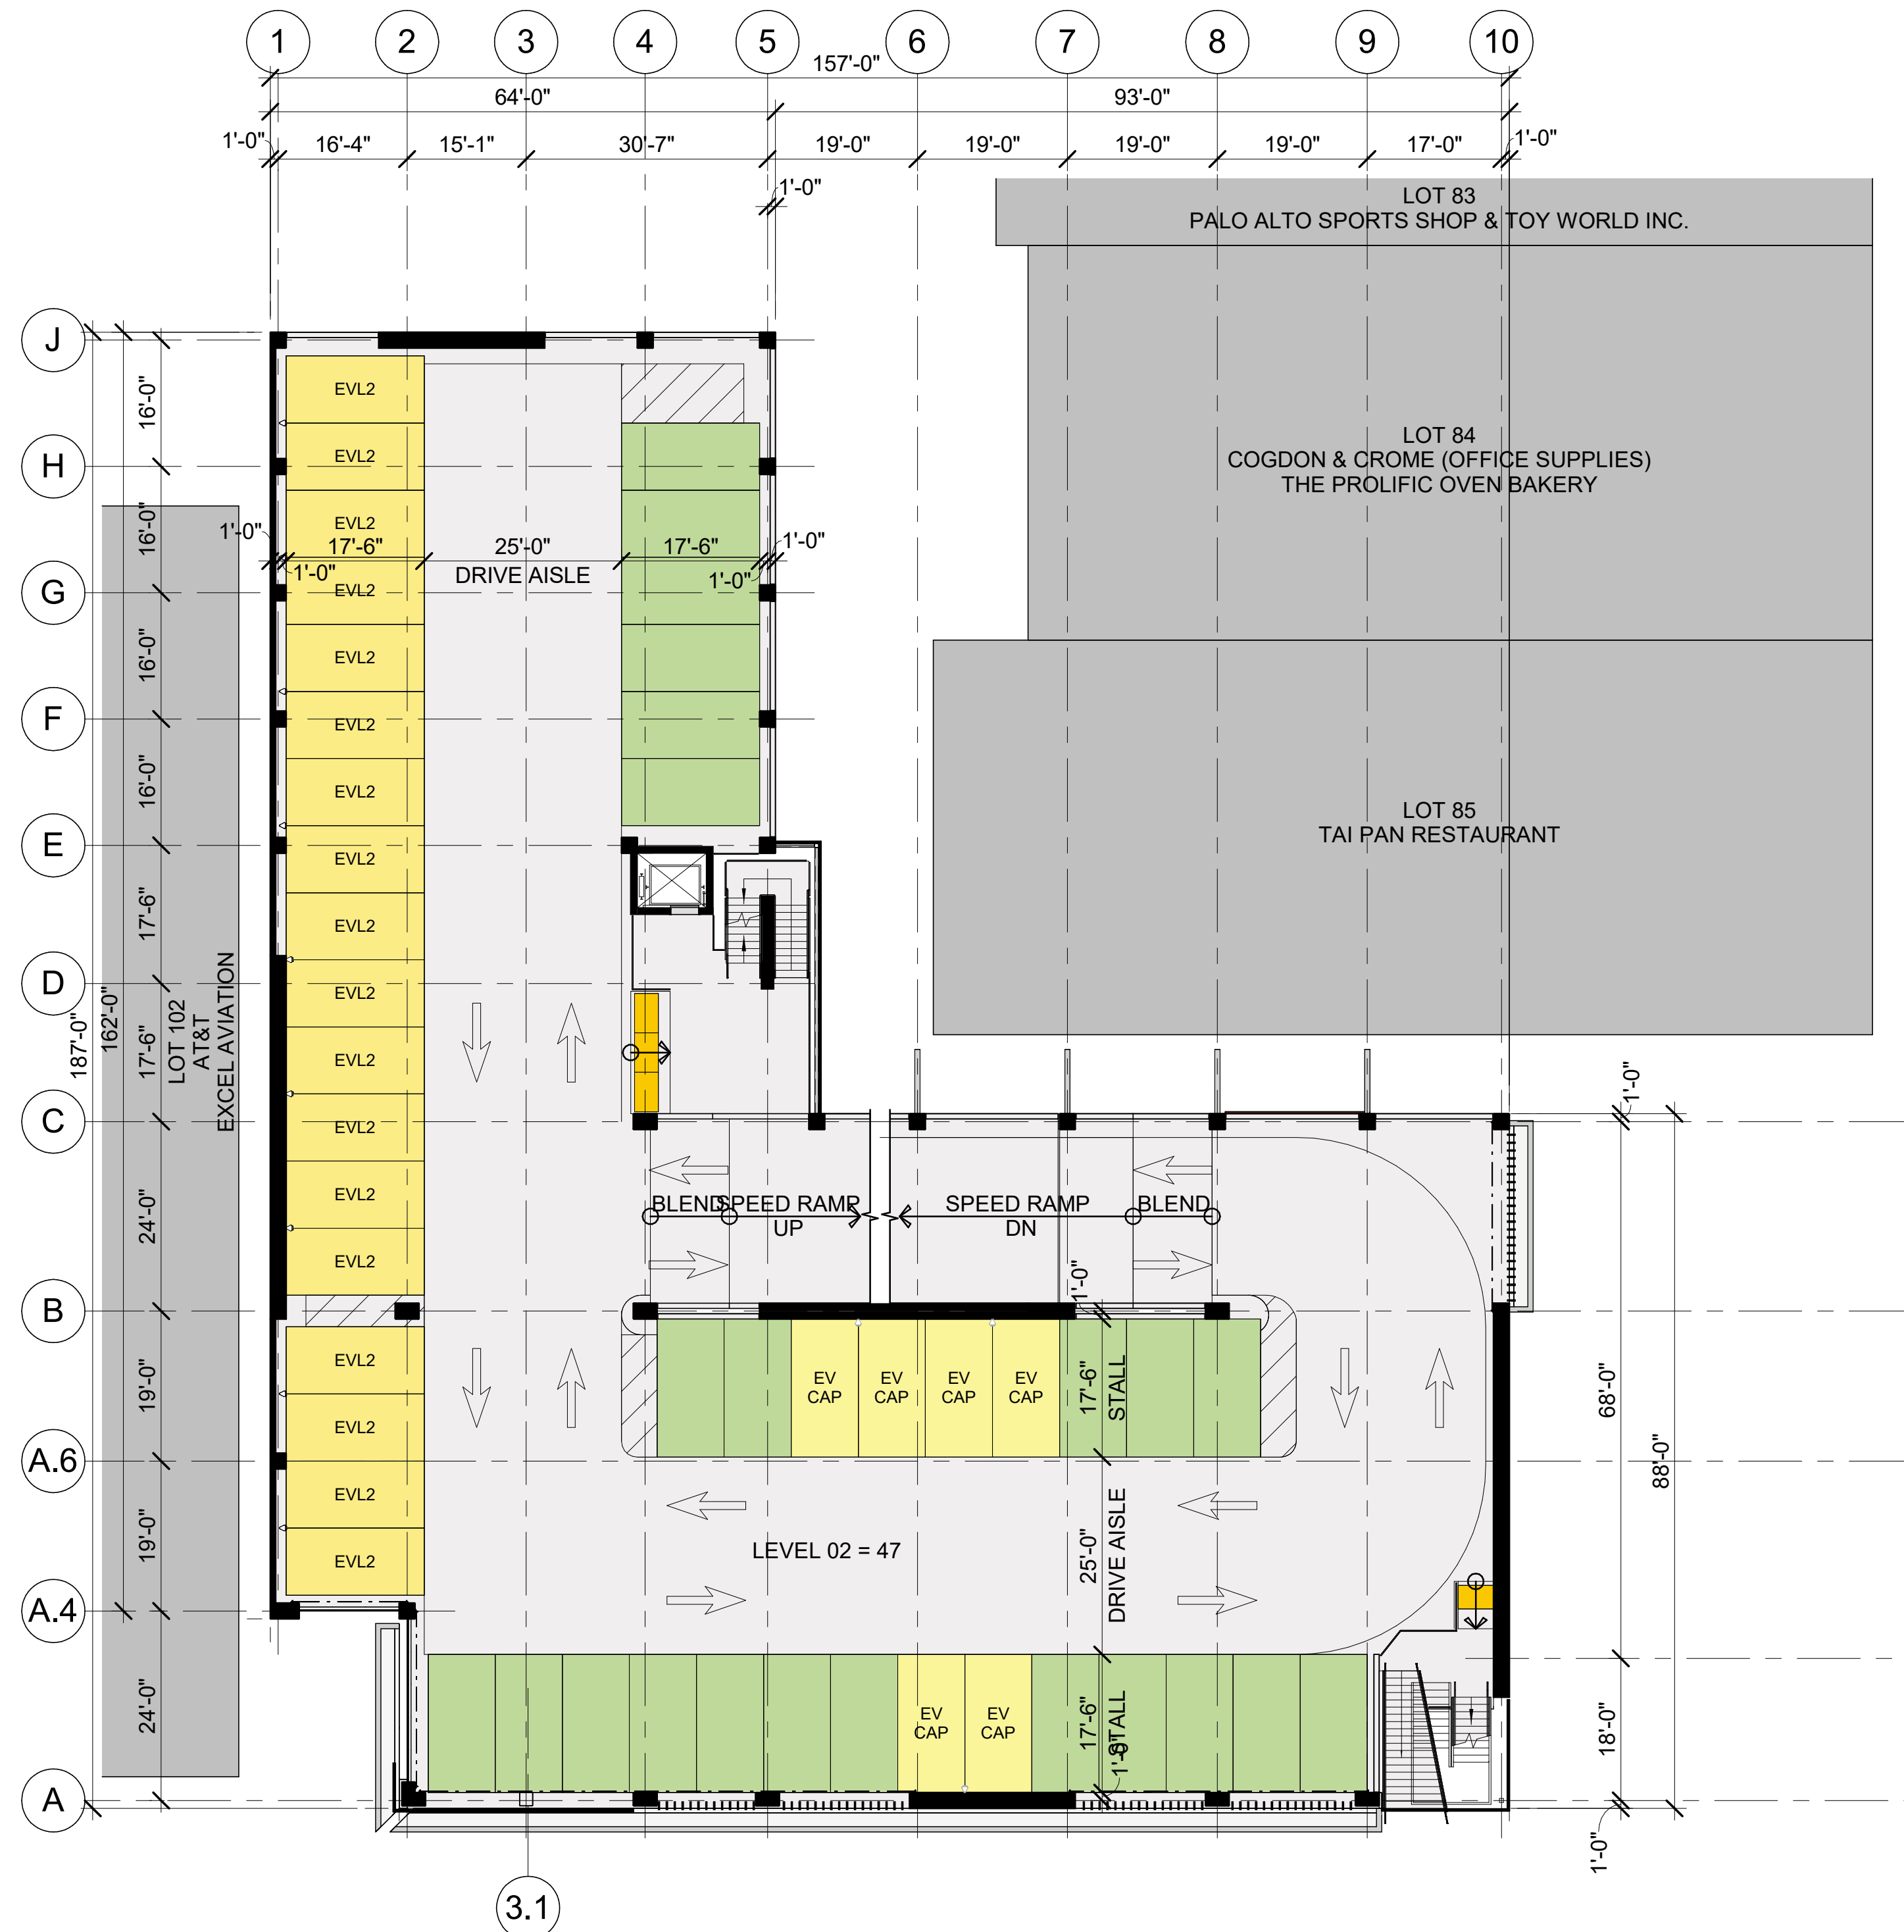 1
2
3
4
5
6
7
8
9
10
157'-0"
64'-0"
93'-0"
1'-0"
16'-4"
15'-1"
30'-7"
19'-0"
19'-0"
19'-0"
19'-0"
17'-0"
1'-0"
1'-0"
LOT 83
PALO ALTO SPORTS SHOP & TOY WORLD INC.
LOT 84
COGDON & CROME (OFFICE SUPPLIES)
THE PROLIFIC OVEN BAKERY
LOT 85
TAI PAN RESTAURANT
J
H
G
F
E
D
C
B
A.6
A.4
A
16'-0"
16'-0"
16'-0"
16'-0"
17'-6"
17'-6"
24'-0"
19'-0"
19'-0"
24'-0"
187'-0"
162'-0"
LOT 102
AT&T
EXCEL AVIATION
EVL2
EVL2
EVL2
1'-0"
17'-6"
25'-0"
17'-6"
1'-0"
1'-0"
DRIVE AISLE
1'-0"
EVL2
EVL2
EVL2
EVL2
EVL2
EVL2
EVL2
EVL2
EVL2
EVL2
EVL2
BLEND
SPEED RAMP
UP
SPEED RAMP
DN
BLEND
1'-0"
EVL2
EVL2
EVL2
EVL2
EV
CAP
EV
CAP
EV
CAP
EV
CAP
17'-6"
STALL
LEVEL 02 = 47
25'-0"
DRIVE AISLE
EV
CAP
EV
CAP
17'-6"
STALL
1'-0"
1'-0"
68'-0"
88'-0"
18'-0"
1'-0"
3.1